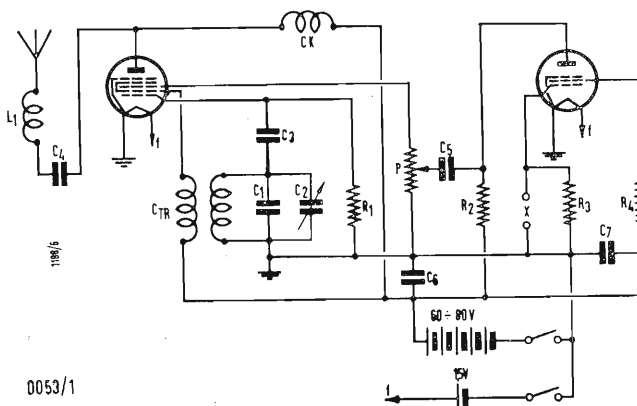 CK
L1
C4
f
C3
C1
C2
CTR
R1
P
C5
R2
X
R3
f
R4
C7
C6
60÷80V
15V
f
1188/6
0053/1